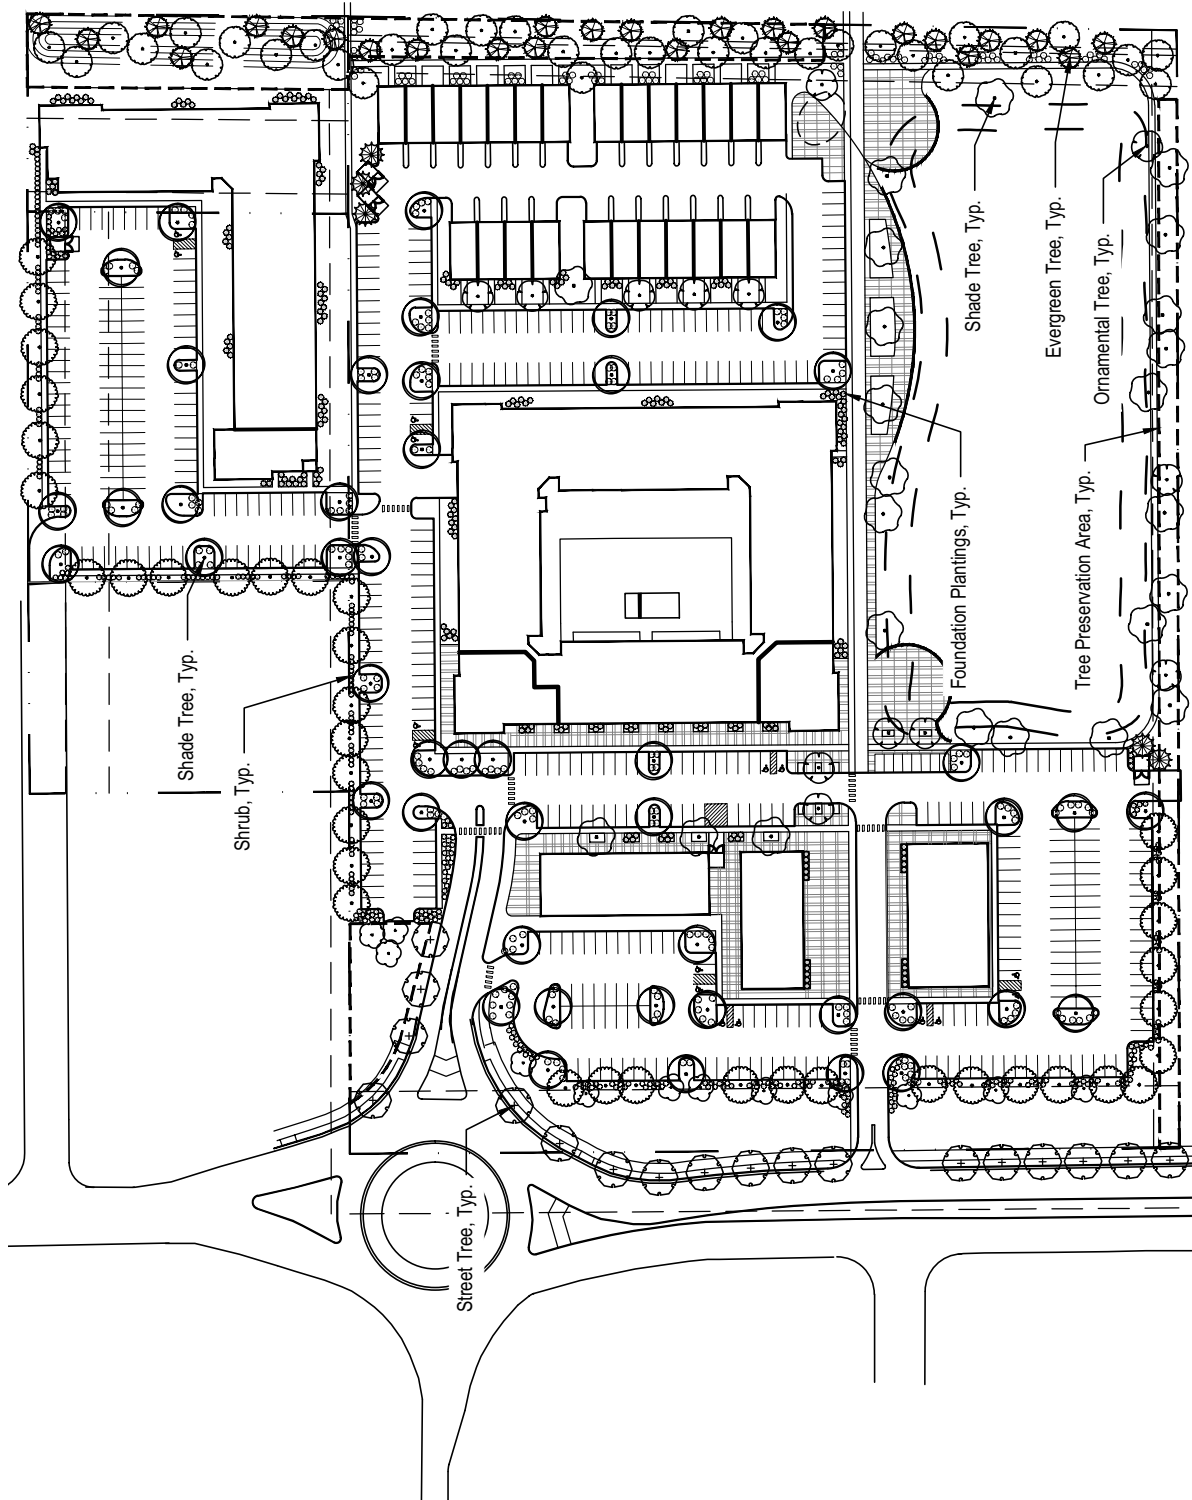 Shade Tree, Typ.
Evergreen Tree, Typ.
Ornamental Tree, Typ.
Tree Preservation Area, Typ.
Foundation Plantings, Typ.
Shade Tree, Typ.
Shrub, Typ.
Street Tree, Typ.